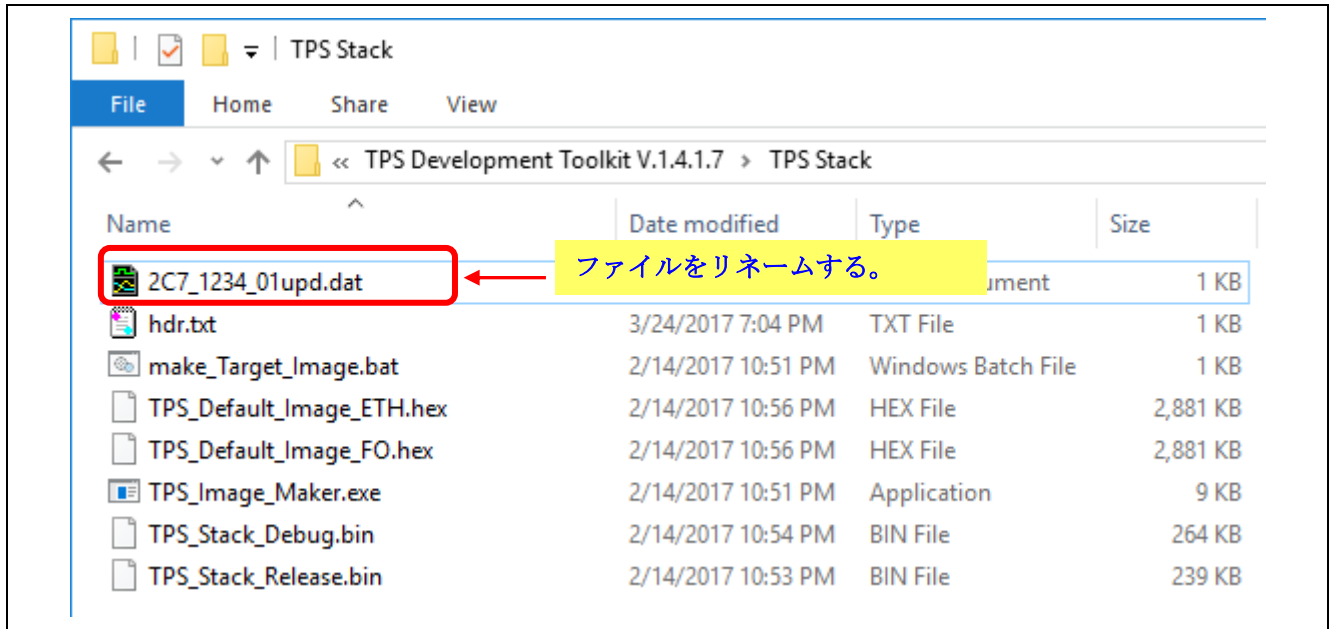 TPS Stack
File Home Share View
« TPS Development Toolkit V.1.4.1.7 > TPS Stack
Name Date modified Type Size
2C7_1234_01upd.dat ファイルをリネームする。 ument 1 KB
hdr.txt 3/24/2017 7:04 PM TXT File 1 KB
make_Target_Image.bat 2/14/2017 10:51 PM Windows Batch File 1 KB
TPS_Default_Image_ETH.hex 2/14/2017 10:56 PM HEX File 2,881 KB
TPS_Default_Image_FO.hex 2/14/2017 10:56 PM HEX File 2,881 KB
TPS_Image_Maker.exe 2/14/2017 10:51 PM Application 9 KB
TPS_Stack_Debug.bin 2/14/2017 10:54 PM BIN File 264 KB
TPS_Stack_Release.bin 2/14/2017 10:53 PM BIN File 239 KB